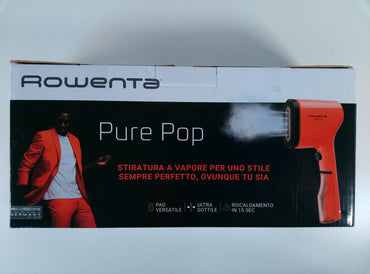 Rowenta
ROWENTA
Pure Pop
STIRATURA A VAPORE PER UNO STILE
SEMPRE PERFETTO, OVUNQUE TU SIA
PAD
VERSATILE
ULTRA
SOTTILE
RISCALDAMENTO
IN 15 SEC
GERMANY